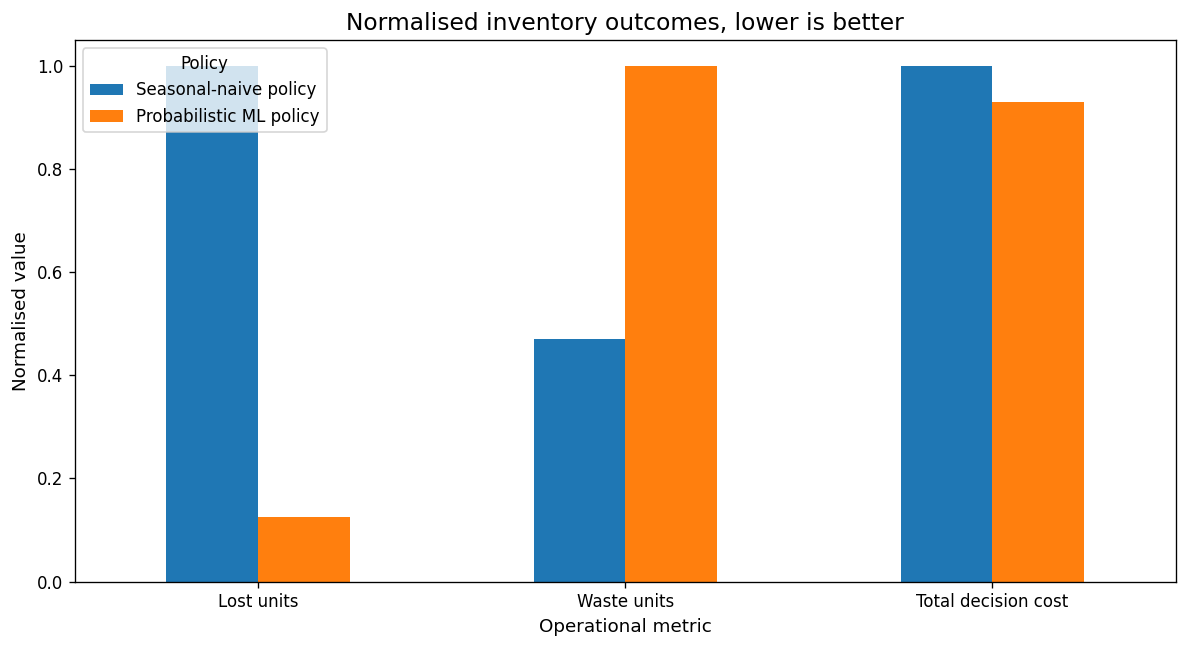 Normalised inventory outcomes, lower is better
Policy
Seasonal-naive policy
Probabilistic ML policy
Normalised value
1.0
0.8
0.6
0.4
0.2
0.0
Lost units
Waste units
Total decision cost
Operational metric